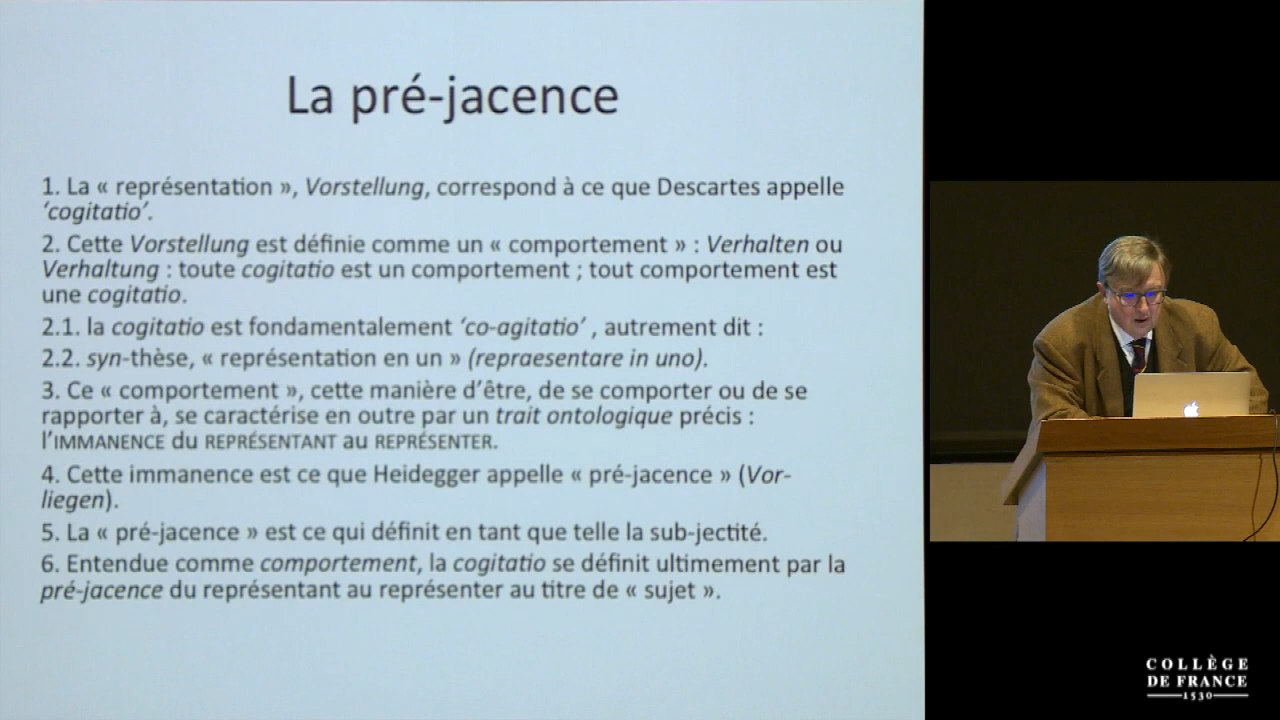 La pré-jacence
1. La « représentation », Vorstellung, correspond à ce que Descartes appelle
‘cogitatio’.
2. Cette Vorstellung est définie comme un « comportement » : Verhalten ou
Verhaltung : toute cogitatio est un comportement ; tout comportement est
une cogitatio.
2.1. la cogitatio est fondamentalement ‘co-agitatio’ , autrement dit :
2.2. syn-thèse, « représentation en un » (repraesentare in uno).
3. Ce « comportement », cette manière d’être, de se comporter ou de se
rapporter à, se caractérise en outre par un trait ontologique précis :
l’IMMANENCE du REPRÉSENTANT au REPRÉSENTER.
4. Cette immanence est ce que Heidegger appelle « pré-jacence » (Vor-
liegen).
5. La « pré-jacence » est ce qui définit en tant que telle la sub-jectité.
6. Entendue comme comportement, la cogitatio se définit ultimement par la
pré-jacence du représentant au représenter au titre de « sujet ».
COLLÈGE
DE FRANCE
1530